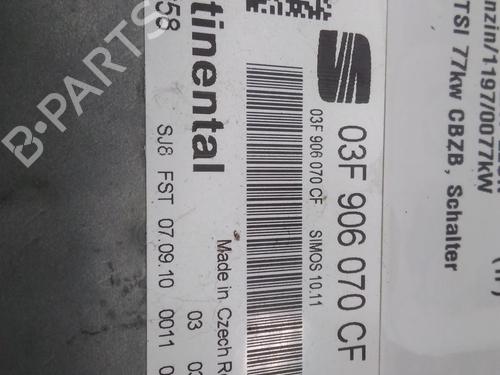 nzin/1197/0077kW
TSI 77kw CBZB, Schalter
03F 906 070 CF
03F 906 070 CF SIMOS 10.11
Made in Czech
03
tinental
58
SJ8 FST 07.09.10 0011
B-PARTS